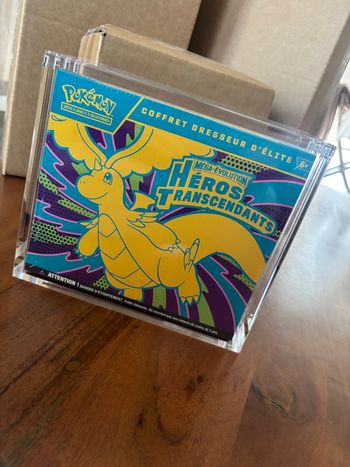 POKÉMON
COFFRET DRESSEUR D'ÉLITE
6+
MÉGA-ÉVOLUTION
HÉROS
TRANSCENDANTS
ATTENTION !